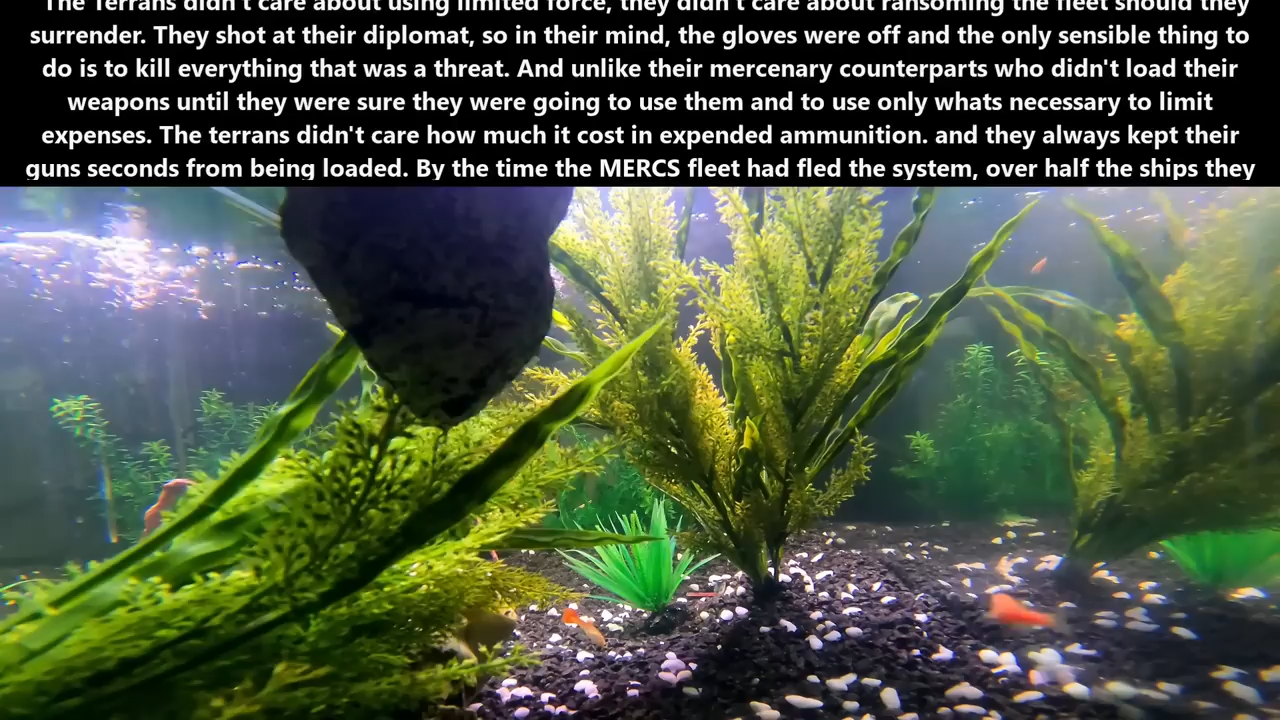 The Terrans didn't care about using limited force, they didn't care about ransoming the fleet should they
surrender. They shot at their diplomat, so in their mind, the gloves were off and the only sensible thing to
do is to kill everything that was a threat. And unlike their mercenary counterparts who didn't load their
weapons until they were sure they were going to use them and to use only whats necessary to limit
expenses. The terrans didn't care how much it cost in expended ammunition. and they always kept their
guns seconds from being loaded. By the time the MERCS fleet had fled the system, over half the ships they